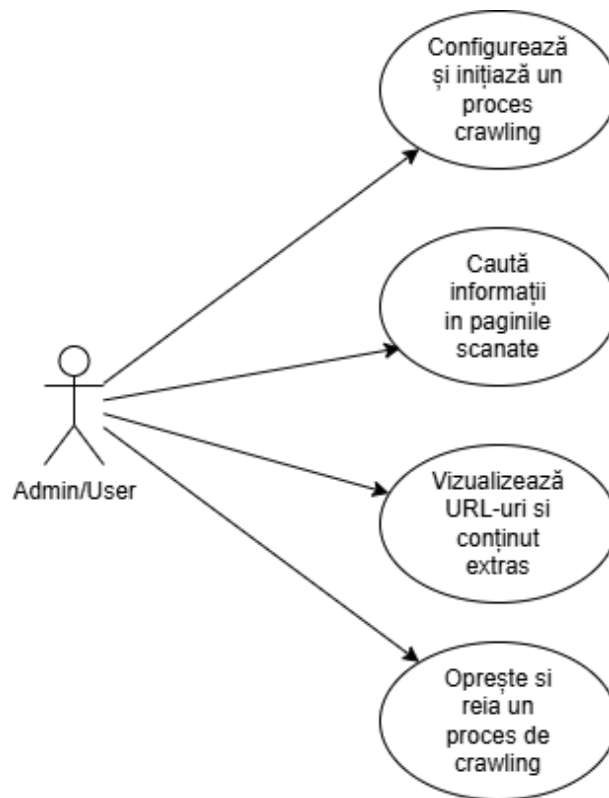 Configurează
și inițiază un
proces
crawling
Caută
informații
in paginile
scanate
Admin/User
Vizualizează
URL-uri si
conținut
extras
Oprește si
reia un
proces de
crawling